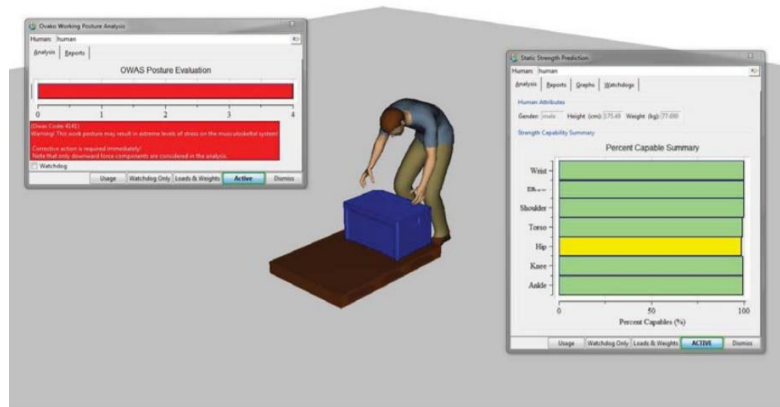 Ovako Working Posture Analysis
Human: human
Analysis Reports
OWAS Posture Evaluation
0 1 2 3 4
(Owas Code: 4141)
Warning! This work posture may result in extreme levels of stress on the musculoskeletal system!
Corrective action is required immediately!
Note that only downward force components are considered in the analysis.
Watchdog
Usage Watchdog Only Loads & Weights Active Dismiss
Static Strength Prediction
Human: human
Analysis Reports Graphs Watchdogs
Human Attributes
Gender: male Height (cm): 175.49 Weight (kg):
Strength Capability Summary
Percent Capable Summary
Wrist
Shoulder
Torso
Hip
Knee
Ankle
0 50 100
Percent Capables (%)
Usage Watchdog Only Loads & Weights ACTIVE Dismiss